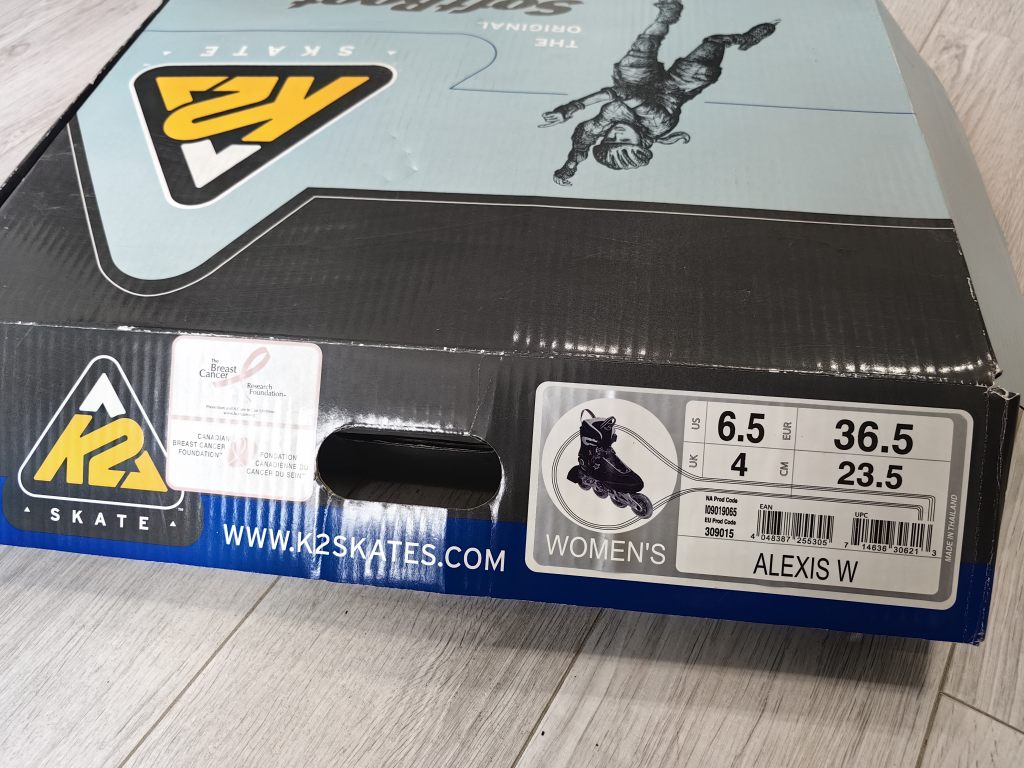 SoftBoot
THE
ORIGINAL
K2
SKATE
K2
SKATE
The
Breast
Cancer
Research
Foundation
CANADIAN
BREAST CANCER
FOUNDATION
FONDATION
CANADIENNE DU
CANCER DU SEIN
WWW.K2SKATES.COM
WOMEN'S
US 6.5 EUR 36.5
UK 4 CM 23.5
NA Prod Code
I09019065
EU Prod Code
309015
EAN
4 048387 255305
UPC
7 14636 30621 3
ALEXIS W
MADE IN THAILAND